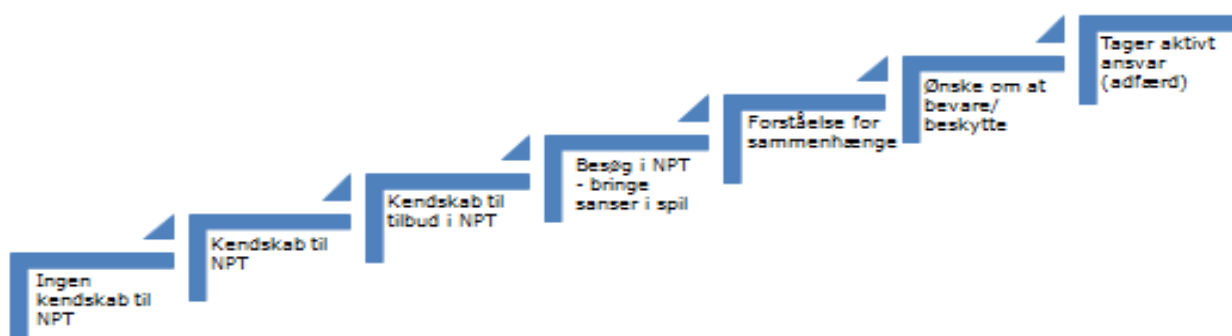 Ingen
kendskab til
NPT
Kendskab til
NPT
Kendskab til
tilbud i NPT
Besøg i NPT
- bringe
sanser i spil
Forståelse for
sammenhænge
Ønske om at
bevare/
beskytte
Tager aktivt
ansvar
(adfærd)